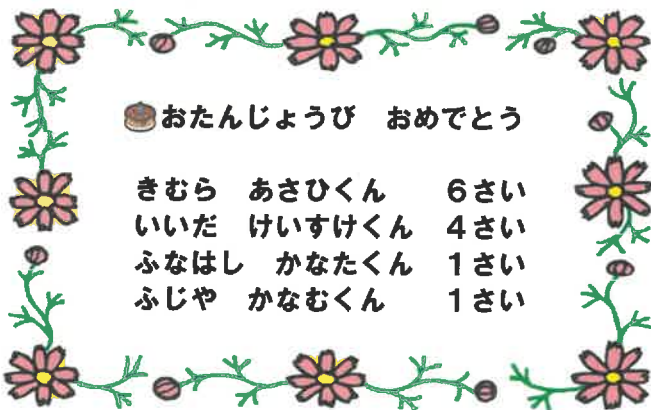 おたんじょうび　おめでとう
きむら　あさひくん　６さい
いいだ　けいすけくん　４さい
ふなはし　かなたくん　１さい
ふじや　かなむくん　１さい